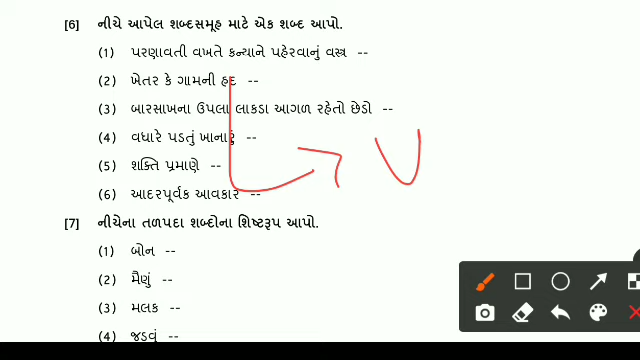 [6] નીચે આપેલ શબ્દસમૂહ માટે એક શબ્દ આપો.
(1) પરણાવતી વખતે કન્યાને પહેરવાનું વસ્ત્ર --
(2) ખેતર કે ગામની હદ --
(3) બારસાખના ઉપલા લાકડા આગળ રહેતો છેડો --
(4) વધારે પડતું ખાનારું --
(5) શક્તિ પ્રમાણે --
(6) આદરપૂર્વક આવકાર --
[7] નીચેના તળપદા શબ્દોના શિષ્ટરૂપ આપો.
(1) બોન --
(2) મૈણું --
(3) મલક --
(4) જડવું --